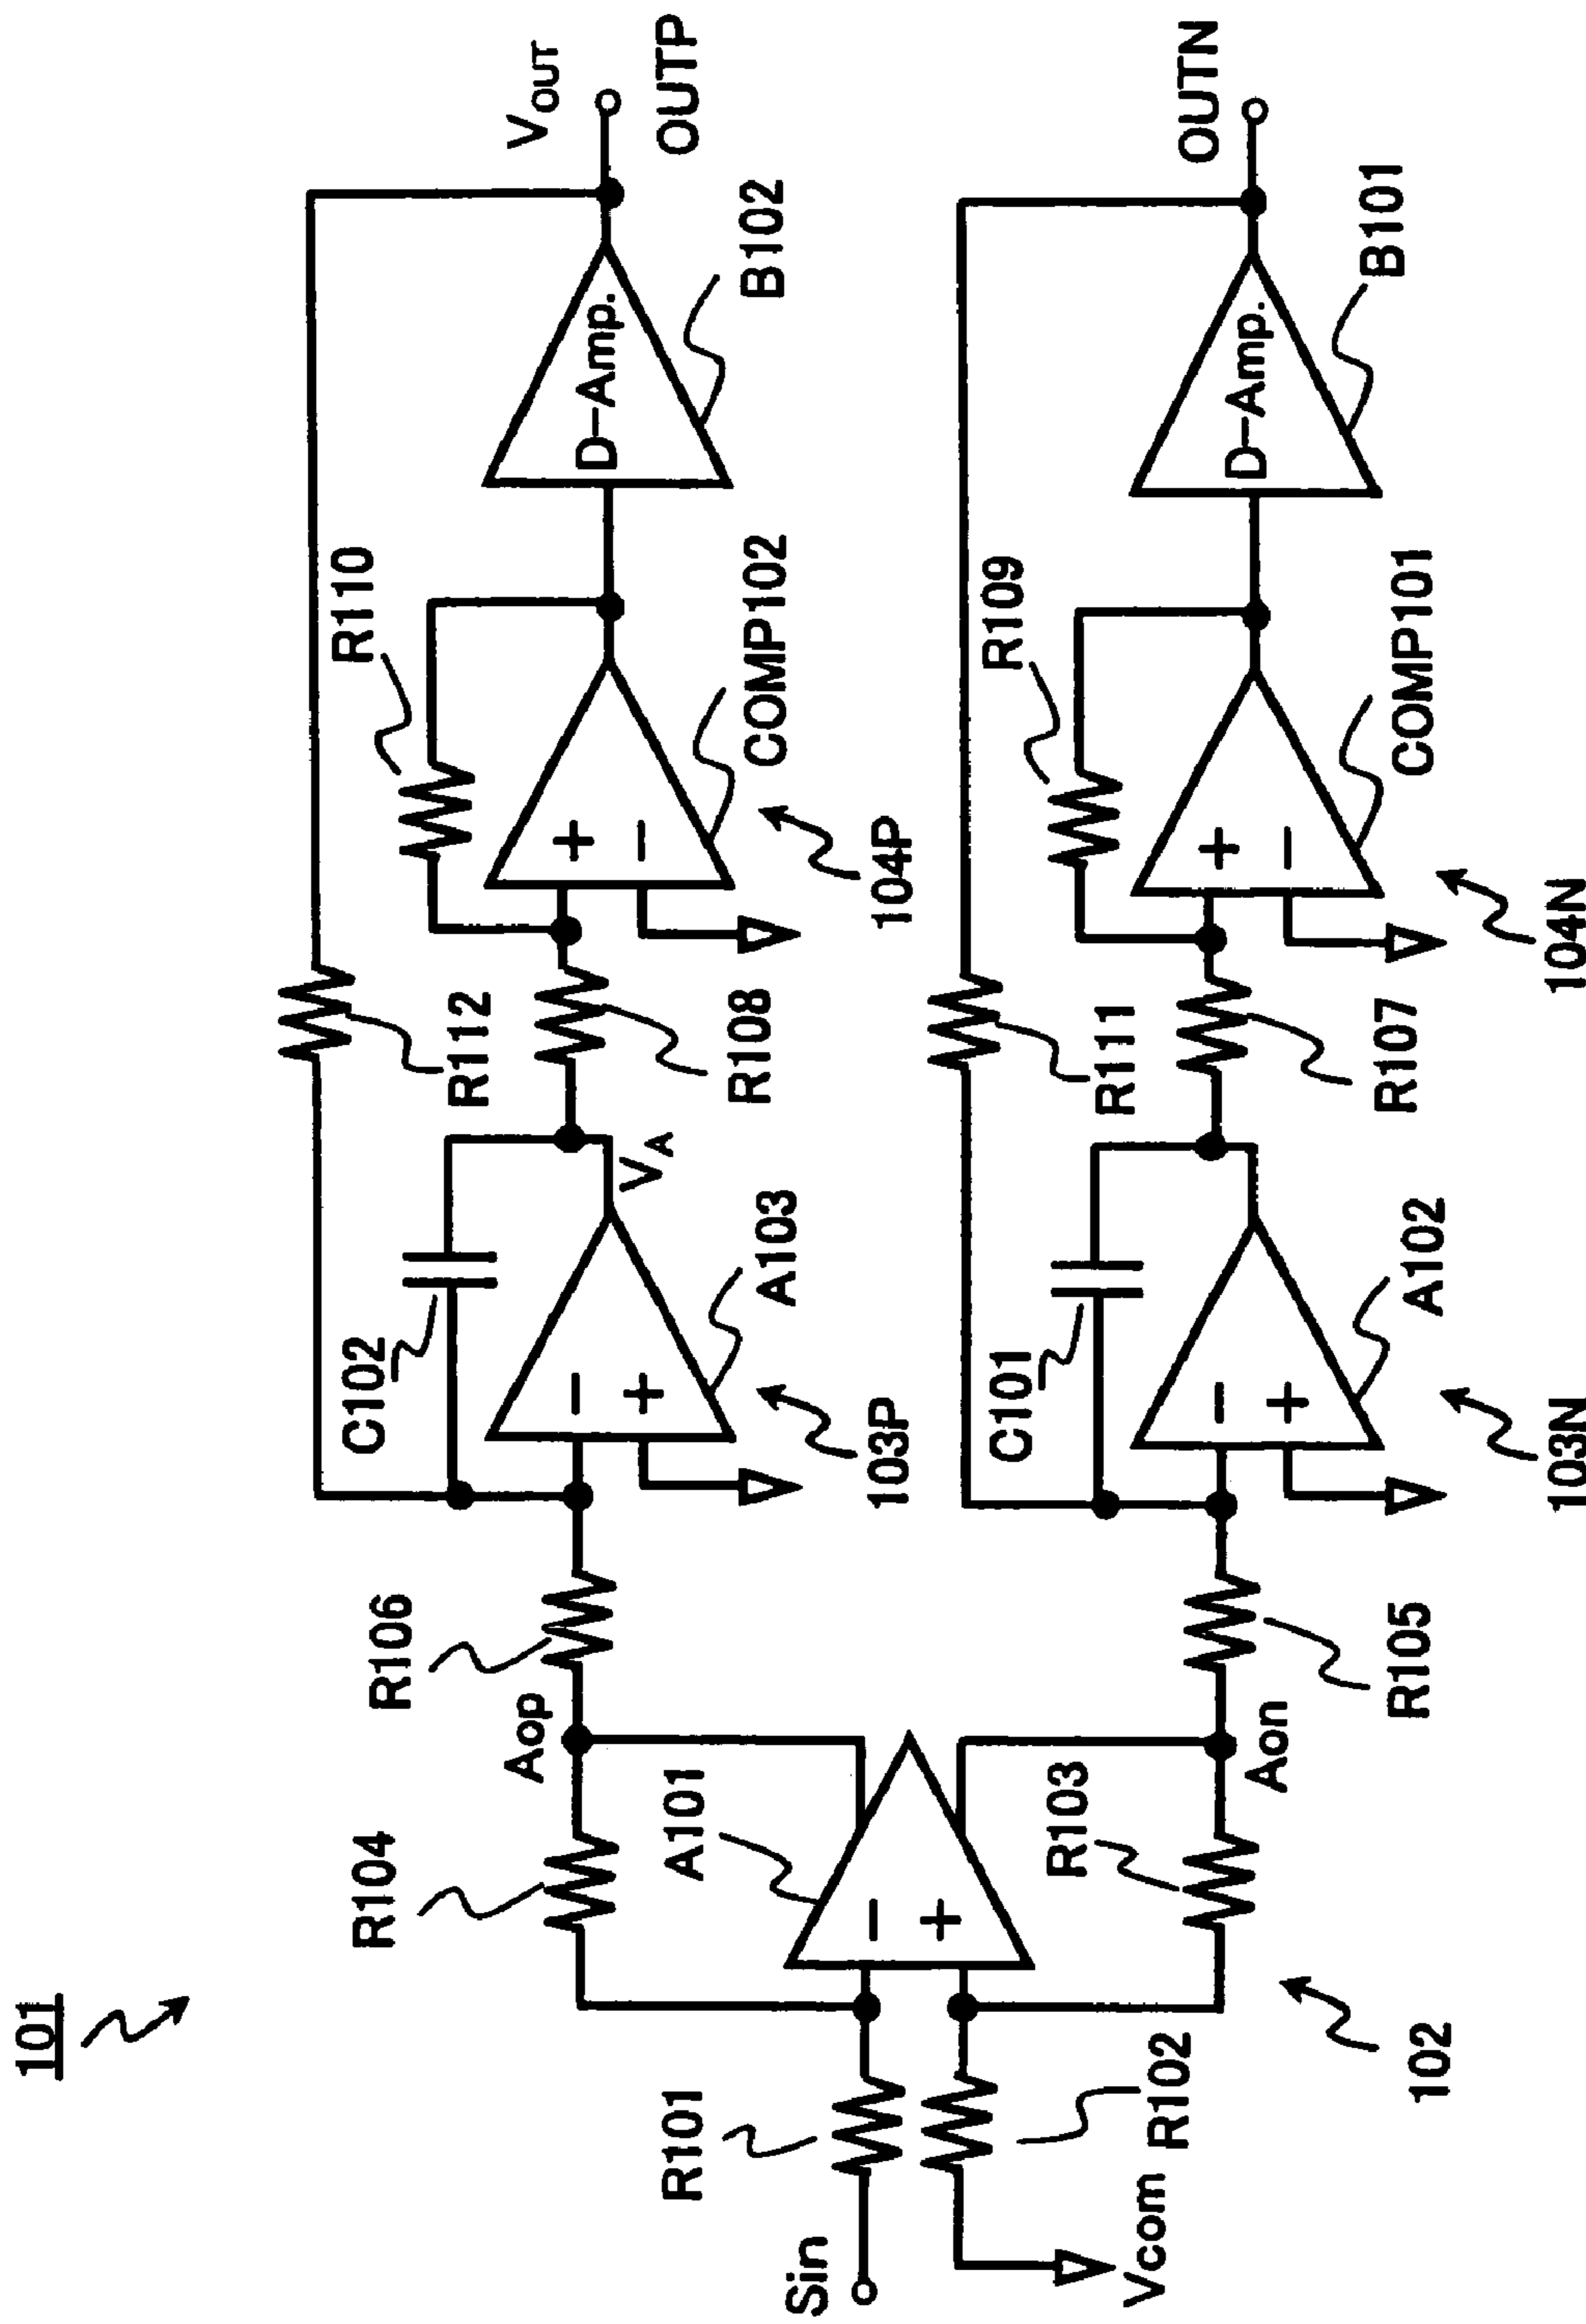 101
R112
R110
VOUT
OUTP
C102
VA
R108
D-Amp.
B102
R104
Aop
R106
−
+
A103
103P
+
−
COMP102
104P
Sin
R101
−
+
A101
R111
R109
OUTN
Vcom
R102
R103
Aon
R105
C101
R107
D-Amp.
B101
102
−
+
A102
103N
+
−
COMP101
104N